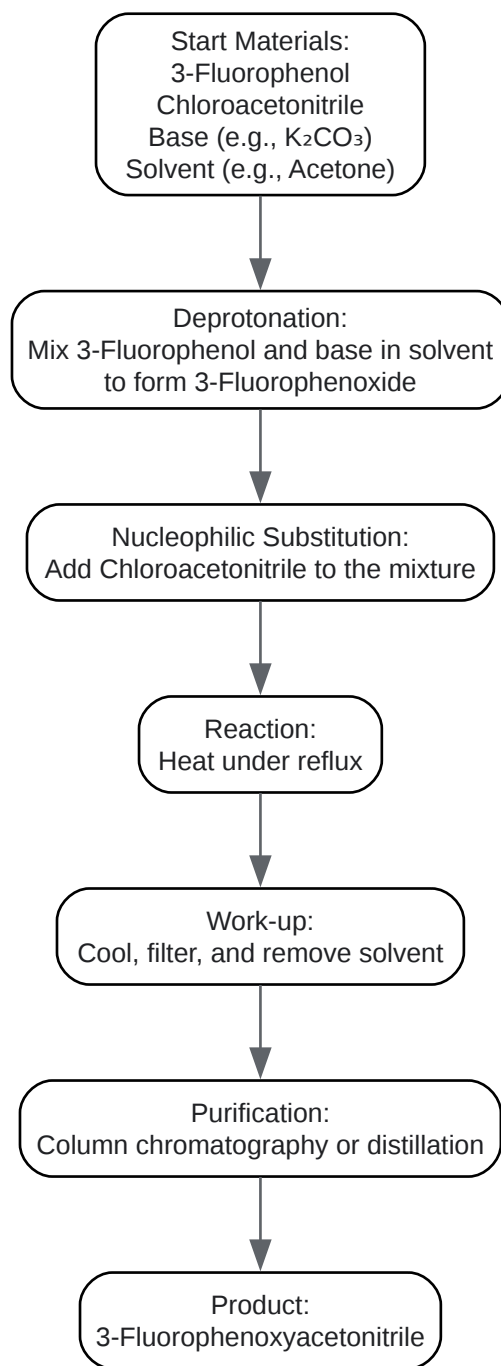 Start Materials:
3-Fluorophenol
Chloroacetonitrile
Base (e.g., K₂CO₃)
Solvent (e.g., Acetone)
Deprotonation:
Mix 3-Fluorophenol and base in solvent
to form 3-Fluorophenoxide
Nucleophilic Substitution:
Add Chloroacetonitrile to the mixture
Reaction:
Heat under reflux
Work-up:
Cool, filter, and remove solvent
Purification:
Column chromatography or distillation
Product:
3-Fluorophenoxyacetonitrile